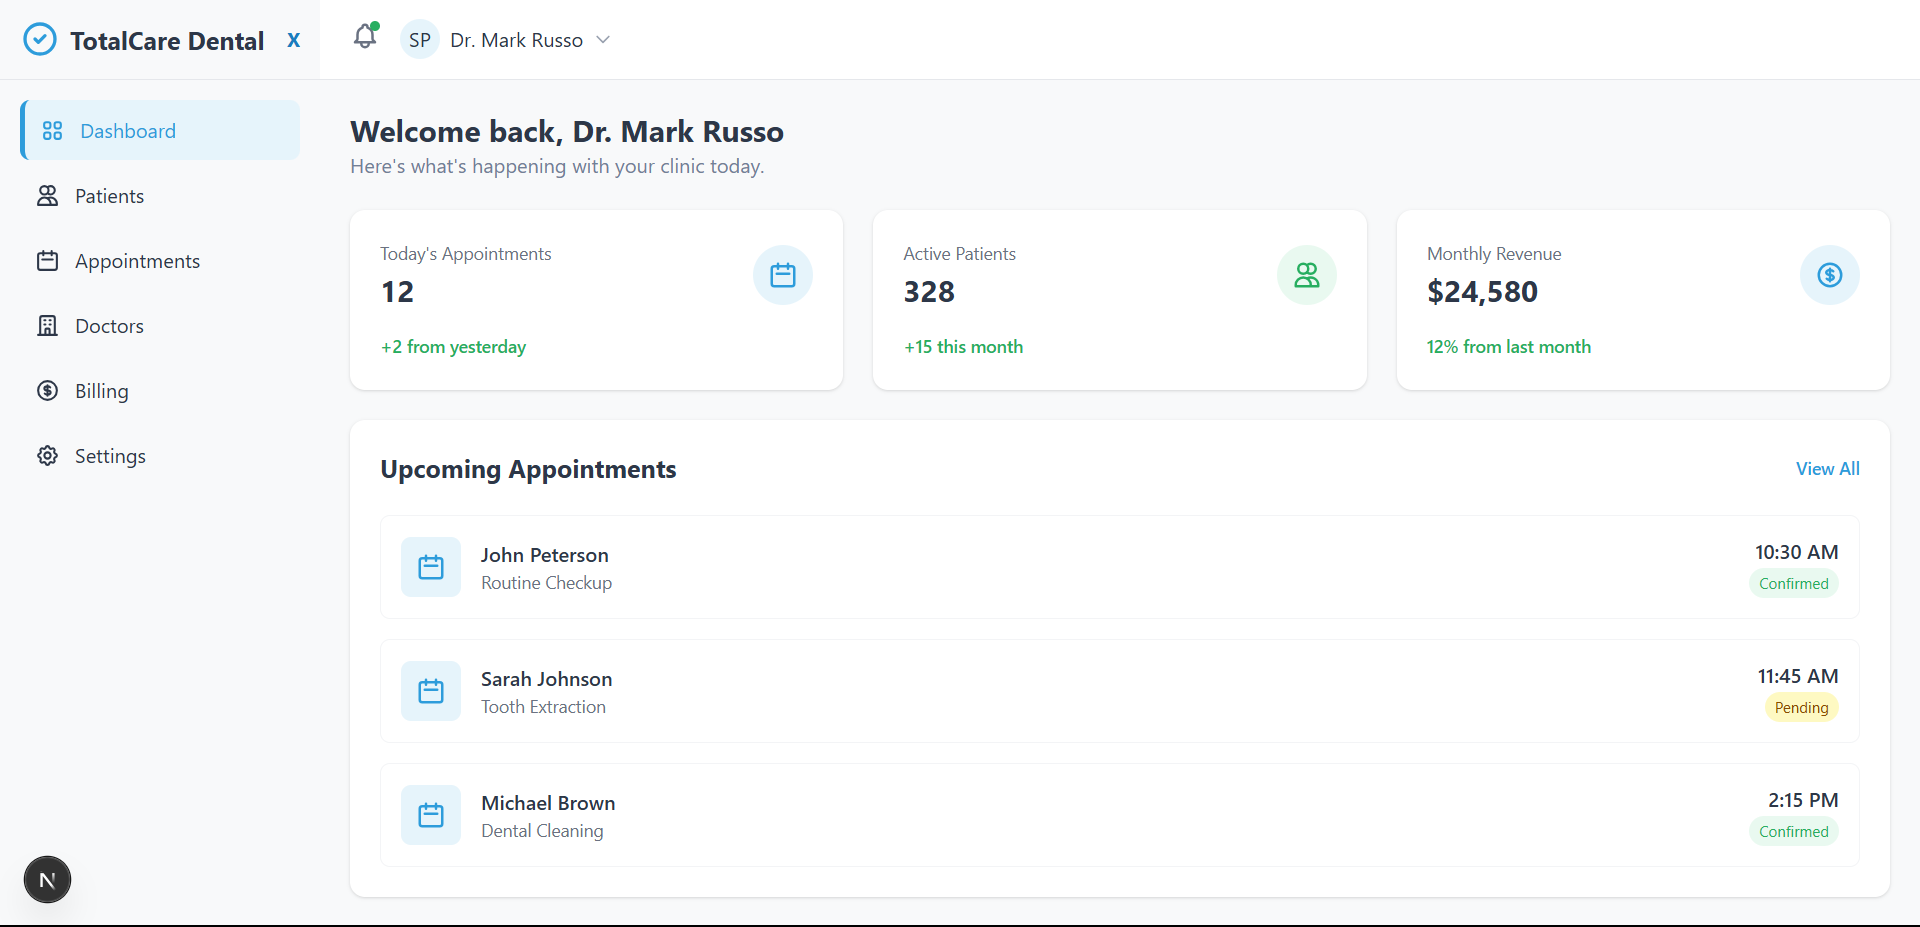 TotalCare Dental X
SP Dr. Mark Russo
Dashboard
Patients
Appointments
Doctors
Billing
Settings
N
Welcome back, Dr. Mark Russo
Here's what's happening with your clinic today.
Today's Appointments
12
+2 from yesterday
Active Patients
328
+15 this month
Monthly Revenue
$24,580
12% from last month
Upcoming Appointments
View All
John Peterson
Routine Checkup
10:30 AM
Confirmed
Sarah Johnson
Tooth Extraction
11:45 AM
Pending
Michael Brown
Dental Cleaning
2:15 PM
Confirmed